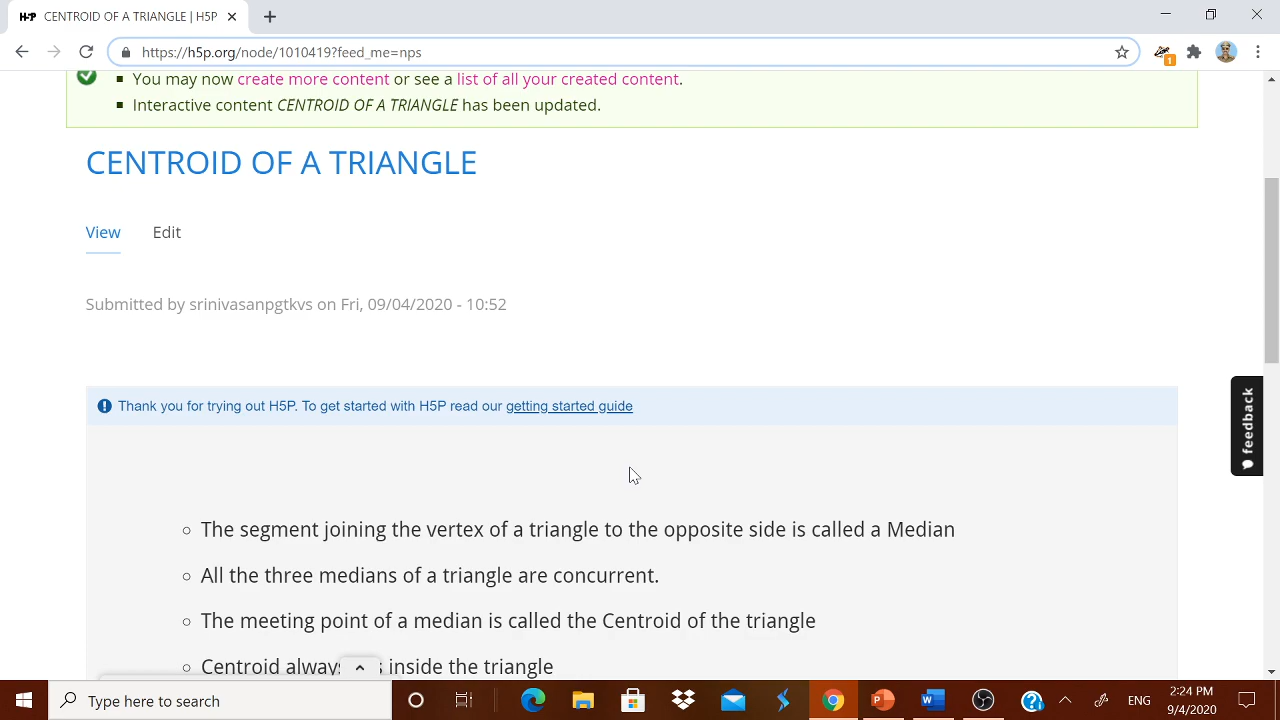 H-P CENTROID OF A TRIANGLE | H5P
https://h5p.org/node/1010419?feed_me=nps
1
You may now create more content or see a list of all your created content.
Interactive content CENTROID OF A TRIANGLE has been updated.
CENTROID OF A TRIANGLE
View Edit
Submitted by srinivasanpgtkvs on Fri, 09/04/2020 - 10:52
Thank you for trying out H5P. To get started with H5P read our getting started guide
feedback
The segment joining the vertex of a triangle to the opposite side is called a Median
All the three medians of a triangle are concurrent.
The meeting point of a median is called the Centroid of the triangle
Centroid inside the triangle
Type here to search
ENG
2:24 PM
9/4/2020